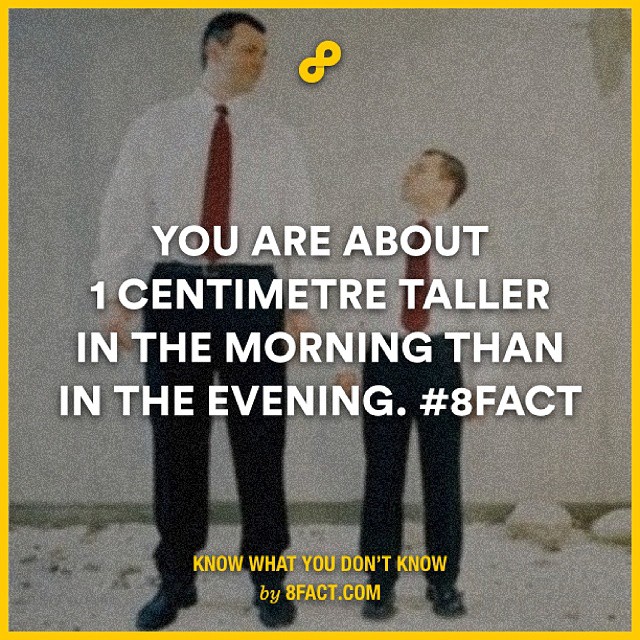 YOU ARE ABOUT
1 CENTIMETRE TALLER
IN THE MORNING THAN
IN THE EVENING. #8FACT
KNOW WHAT YOU DON'T KNOW
by 8FACT.COM